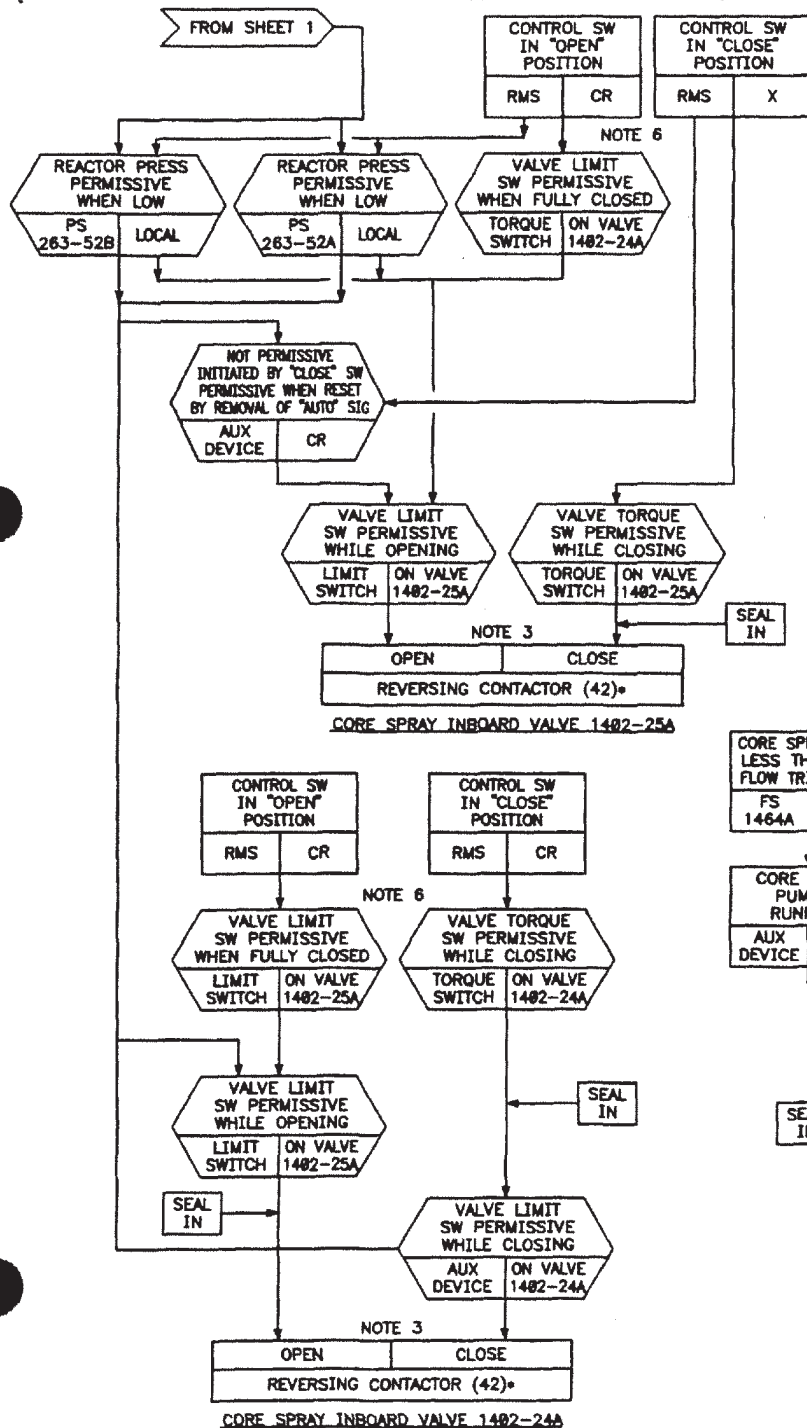 FROM SHEET 1
CONTROL SW
IN "OPEN"
POSITION
RMS CR
CONTROL SW
IN "CLOSE"
POSITION
RMS X
NOTE 6
REACTOR PRESS
PERMISSIVE
WHEN LOW
PS
263-52B
LOCAL
REACTOR PRESS
PERMISSIVE
WHEN LOW
PS
263-52A
LOCAL
VALVE LIMIT
SW PERMISSIVE
WHEN FULLY CLOSED
TORQUE
SWITCH
ON VALVE
1402-24A
NOT PERMISSIVE
INITIATED BY "CLOSE" SW
PERMISSIVE WHEN RESET
BY REMOVAL OF "AUTO" SIG
AUX
DEVICE
CR
VALVE LIMIT
SW PERMISSIVE
WHILE OPENING
LIMIT
SWITCH
ON VALVE
1402-25A
VALVE TORQUE
SW PERMISSIVE
WHILE CLOSING
TORQUE
SWITCH
ON VALVE
1402-25A
SEAL
IN
NOTE 3
OPEN CLOSE
REVERSING CONTACTOR (42)*
CORE SPRAY INBOARD VALVE 1402-25A
CORE SP
LESS TH
FLOW TR
FS
1464A
CORE
PUM
RUN
AUX
DEVICE
CONTROL SW
IN "OPEN"
POSITION
RMS CR
CONTROL SW
IN "CLOSE"
POSITION
RMS CR
NOTE 6
VALVE LIMIT
SW PERMISSIVE
WHEN FULLY CLOSED
LIMIT
SWITCH
ON VALVE
1402-25A
VALVE TORQUE
SW PERMISSIVE
WHILE CLOSING
TORQUE
SWITCH
ON VALVE
1402-24A
VALVE LIMIT
SW PERMISSIVE
WHILE OPENING
LIMIT
SWITCH
ON VALVE
1402-25A
SEAL
IN
SEAL
IN
VALVE LIMIT
SW PERMISSIVE
WHILE CLOSING
AUX
DEVICE
ON VALVE
1402-24A
NOTE 3
OPEN CLOSE
REVERSING CONTACTOR (42)*
CORE SPRAY INBOARD VALVE 1402-24A